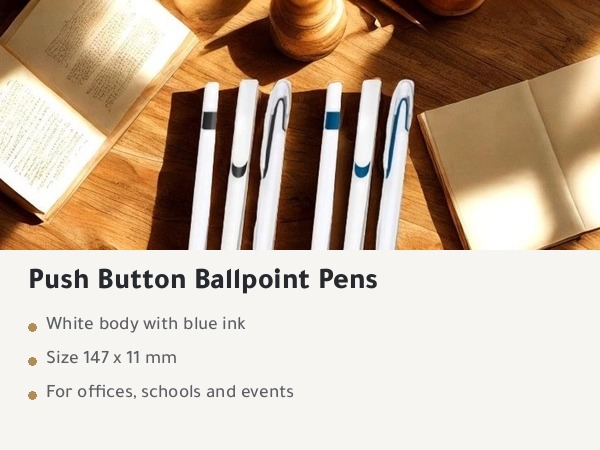 Push Button Ballpoint Pens
White body with blue ink
Size 147 x 11 mm
For offices, schools and events